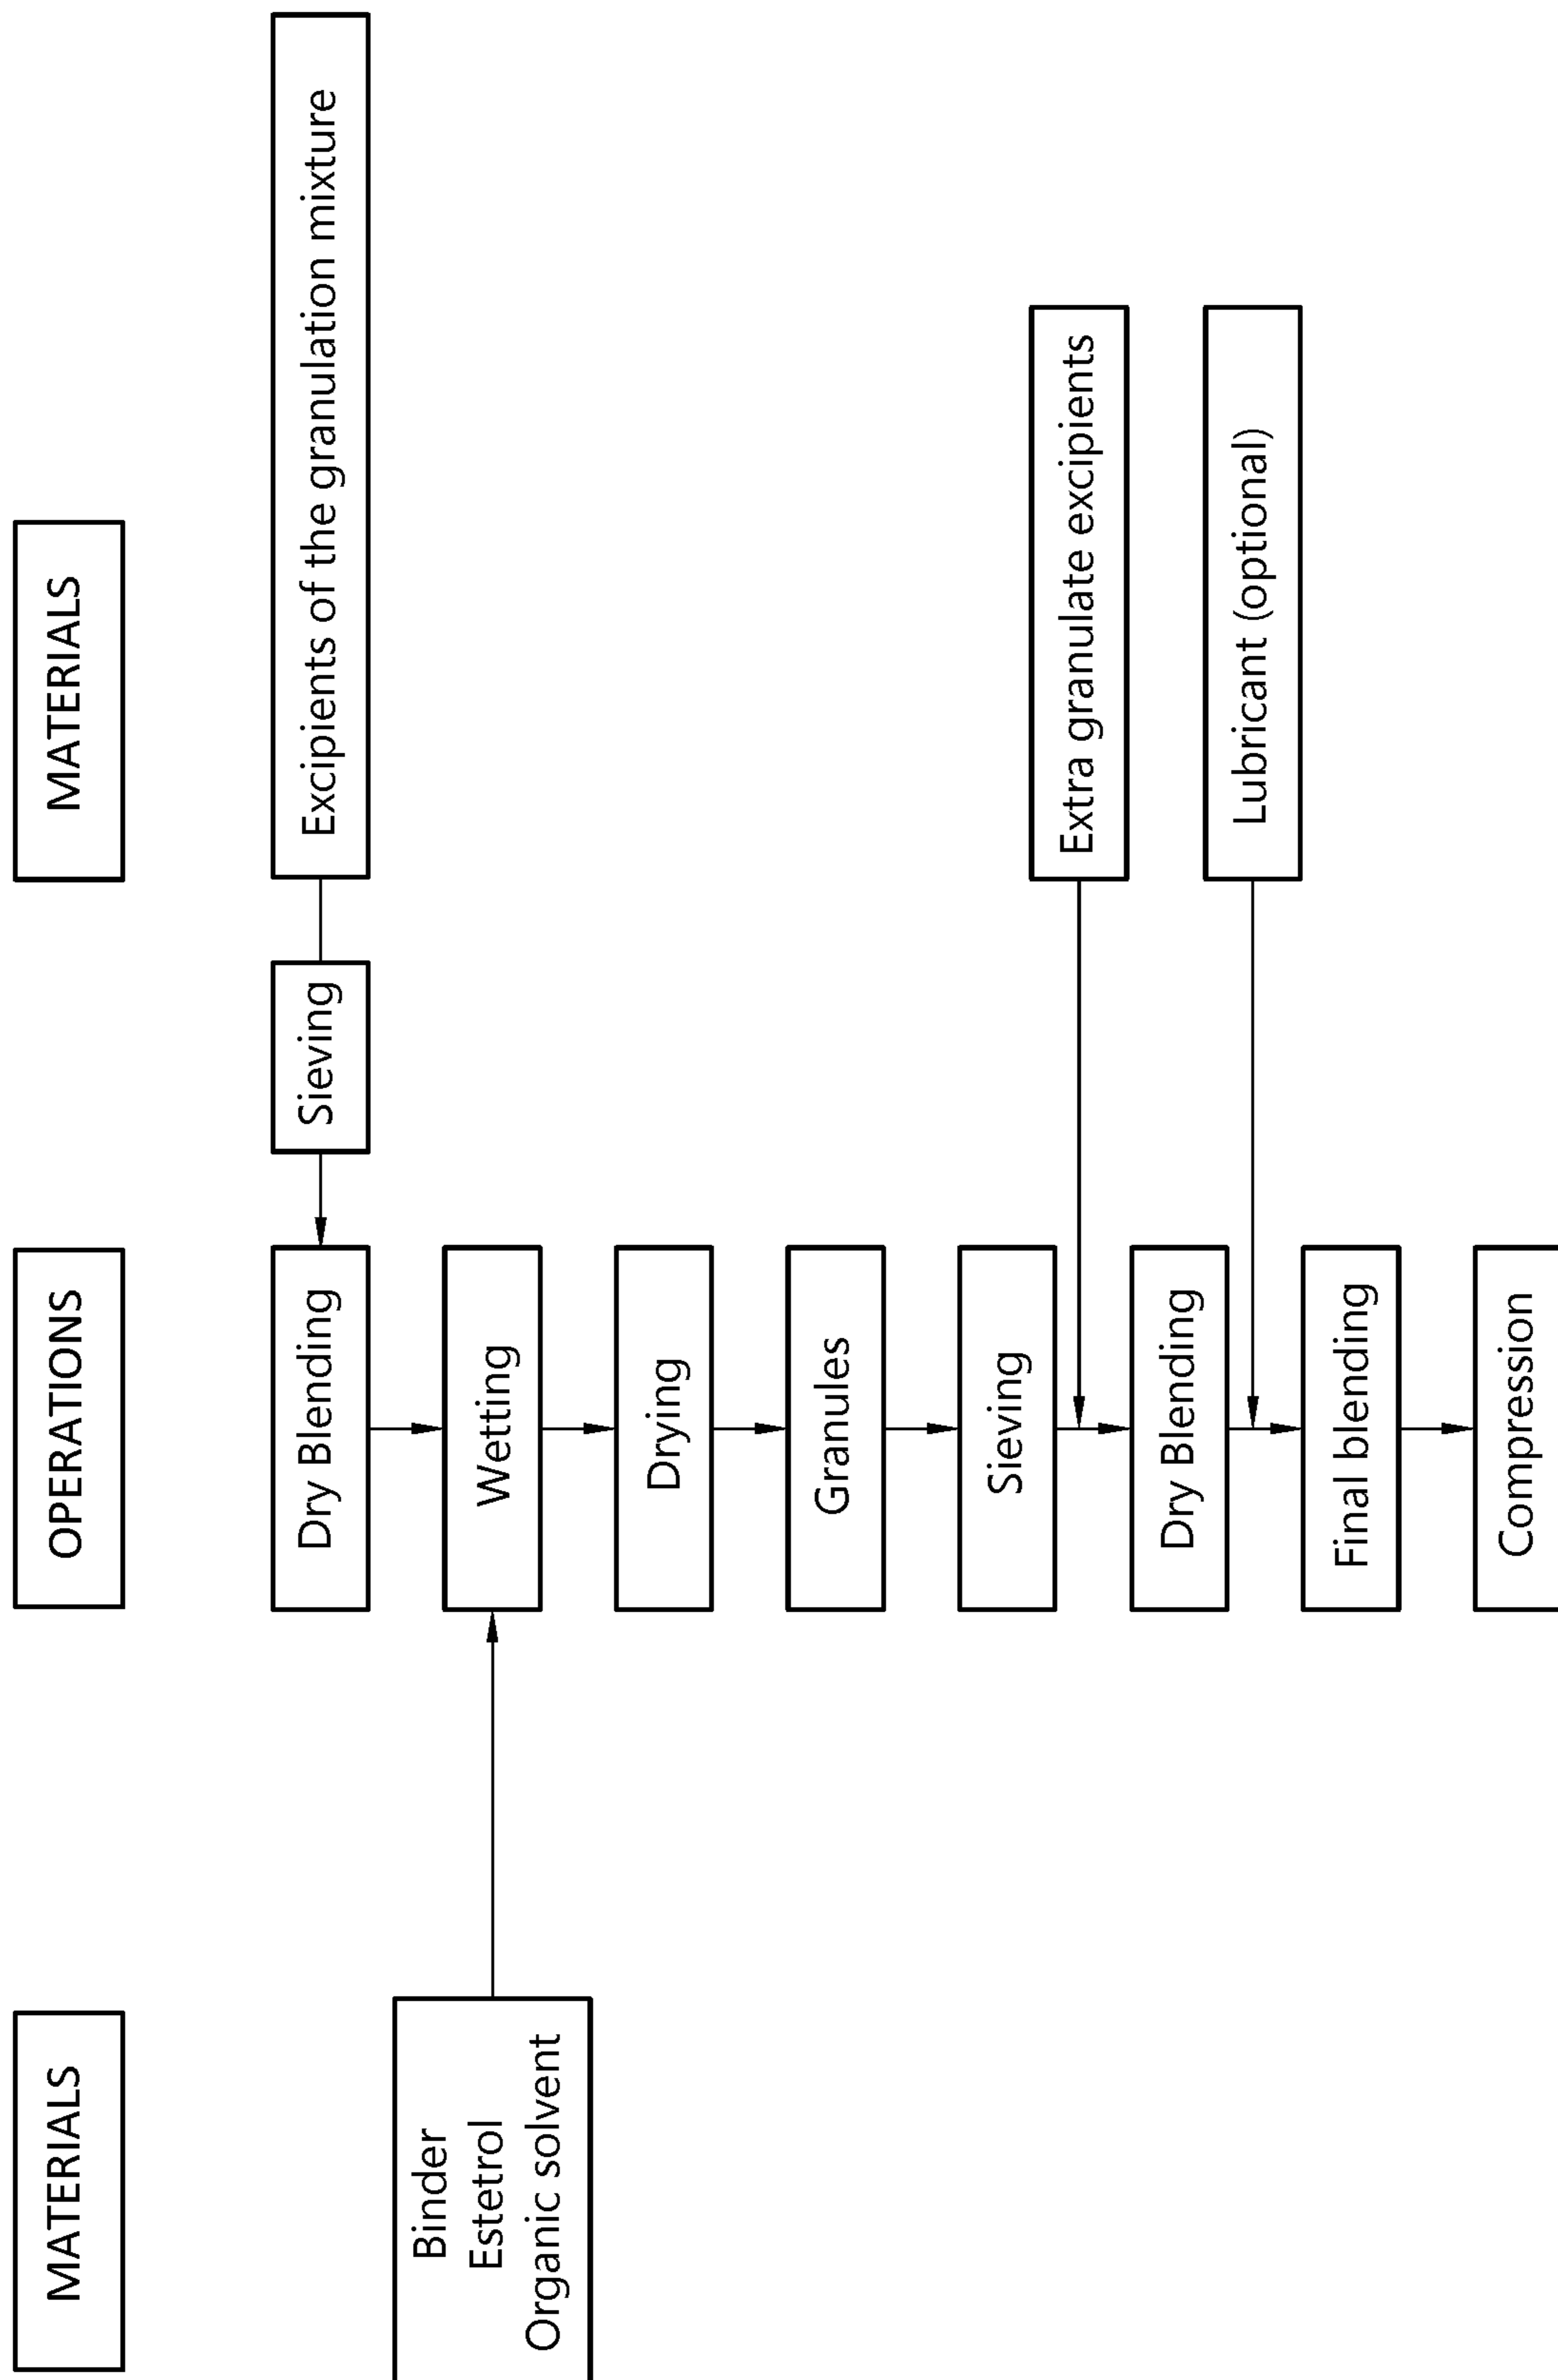 MATERIALS
OPERATIONS
MATERIALS
Dry Blending
Sieving
Excipients of the granulation mixture
Binder
Estetrol
Organic solvent
Wetting
Drying
Granules
Sieving
Extra granulate excipients
Dry Blending
Lubricant (optional)
Final blending
Compression